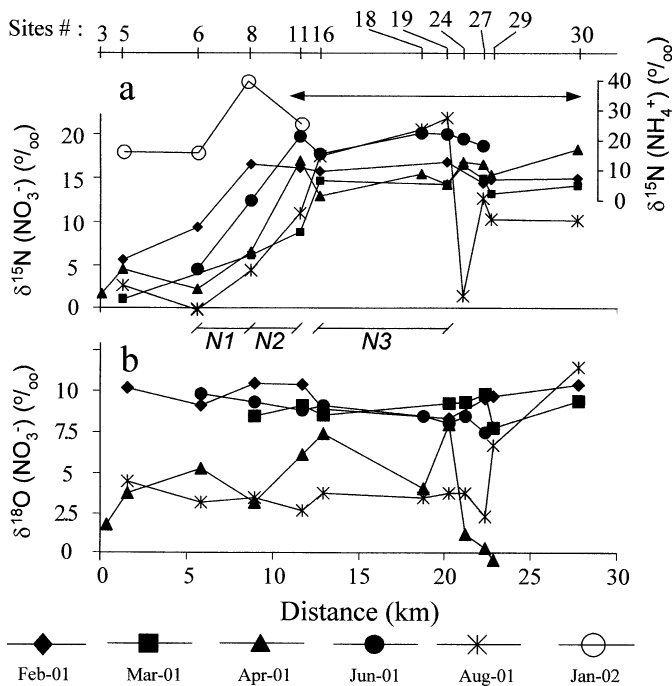 Sites # : 3 5 6 8 11 16 18 19 24 27 29 30
a
δ¹⁵N (NO₃⁻) (º/₀₀)
20
15
10
5
0
40
30
20
10
0
δ¹⁵N (NH₄⁺) (º/₀₀)
N1 N2 N3
b
δ¹⁸O (NO₃⁻) (º/₀₀)
10
7.5
5
2.5
0
0 5 10 15 20 25 30
Distance (km)
Feb-01 Mar-01 Apr-01 Jun-01 Aug-01 Jan-02